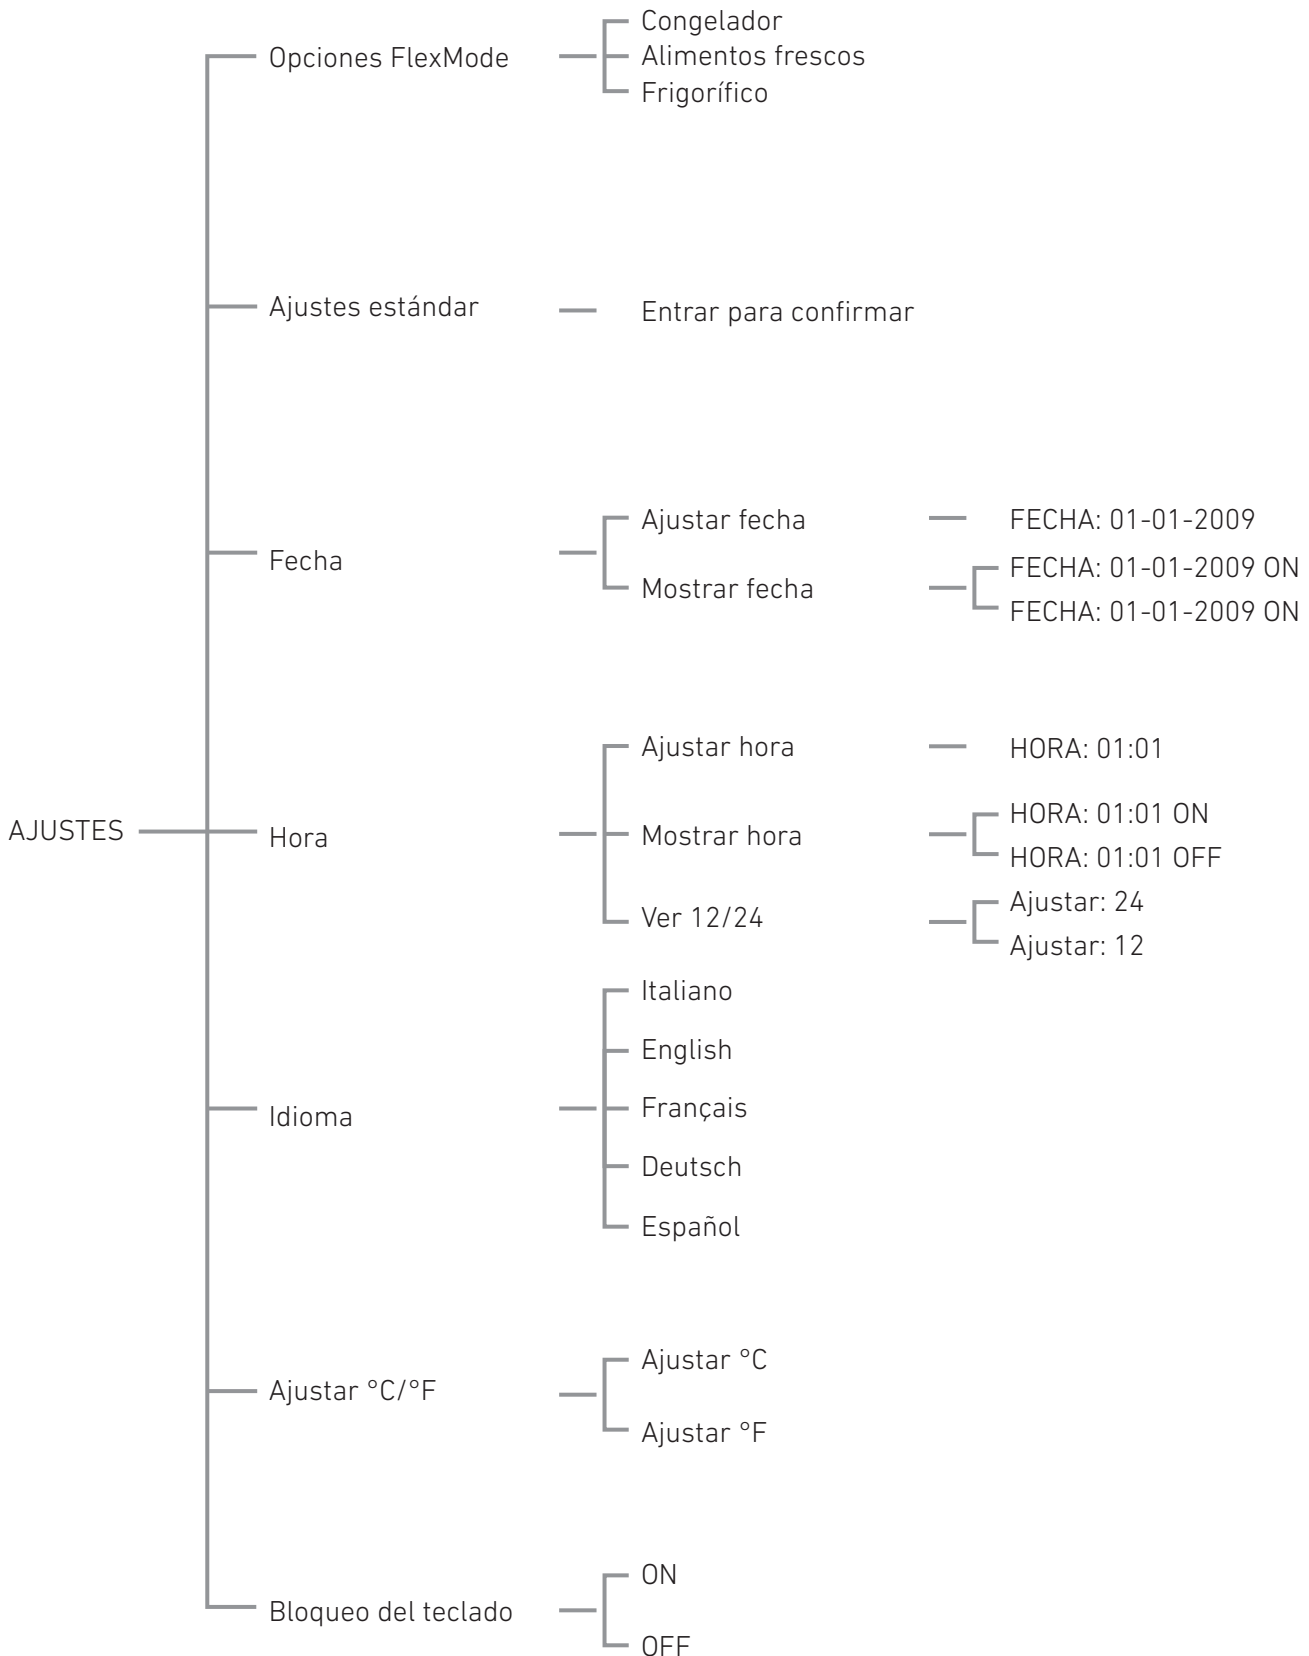 Congelador
Opciones FlexMode
Alimentos frescos
Frigorífico
Ajustes estándar
Entrar para confirmar
Ajustar fecha
FECHA: 01-01-2009
Fecha
Mostrar fecha
FECHA: 01-01-2009 ON
FECHA: 01-01-2009 ON
Ajustar hora
HORA: 01:01
AJUSTES
Hora
Mostrar hora
HORA: 01:01 ON
HORA: 01:01 OFF
Ver 12/24
Ajustar: 24
Ajustar: 12
Italiano
English
Idioma
Français
Deutsch
Español
Ajustar °C/°F
Ajustar °C
Ajustar °F
Bloqueo del teclado
ON
OFF